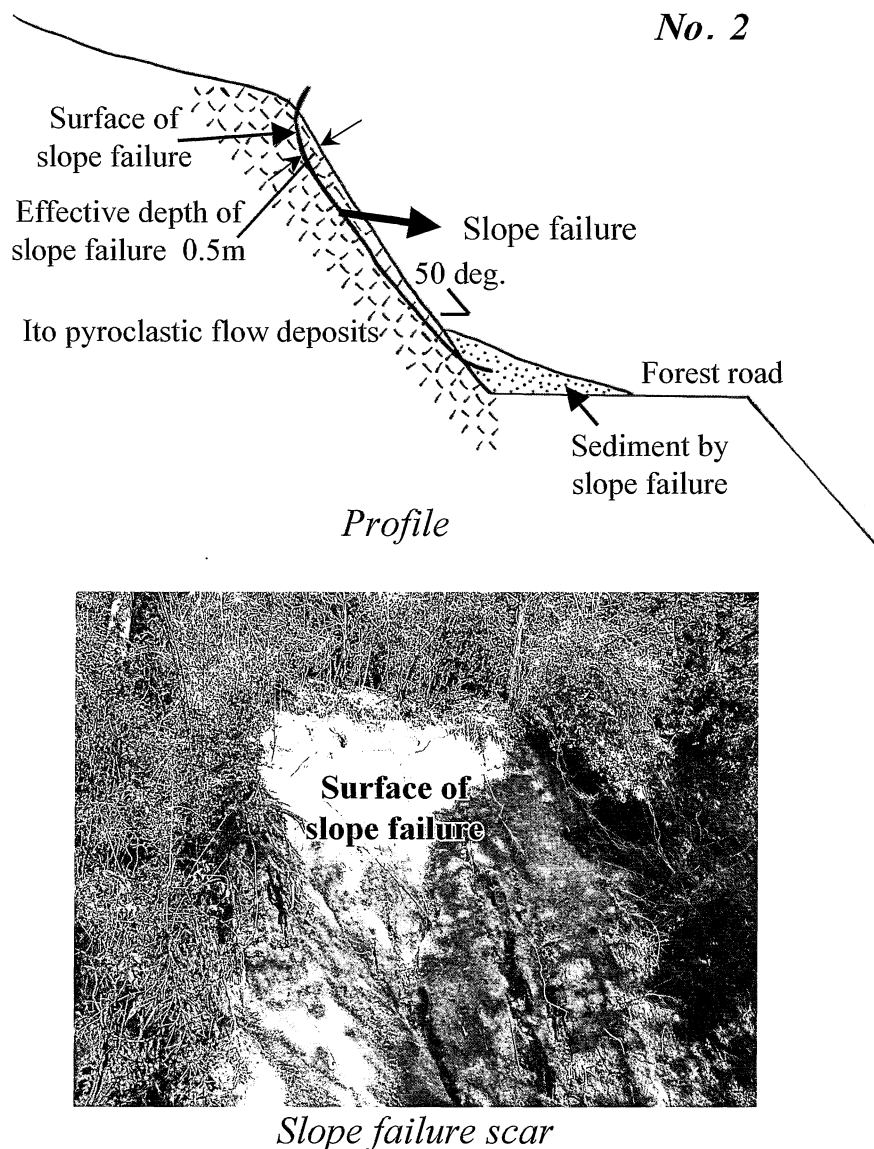 No. 2
Surface of
slope failure
Effective depth of
slope failure 0.5m
Slope failure
50 deg.
Ito pyroclastic flow deposits
Forest road
Sediment by
slope failure
Profile
Surface of
slope failure
Slope failure scar